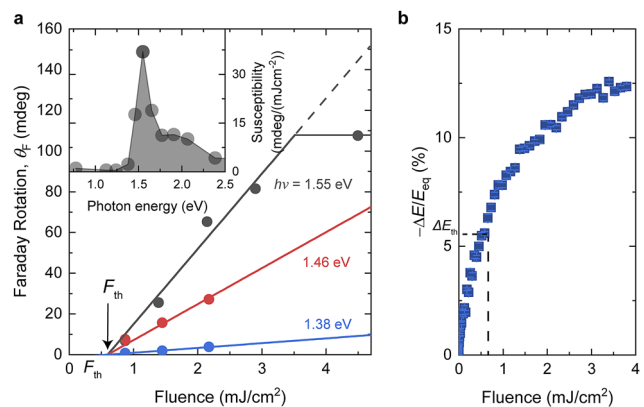 a
160
140
120
100
80
60
40
20
0
Faraday Rotation, θF (mdeg)
36
24
12
0
Susceptibility
(mdeg/(mJcm⁻²))
1.0 1.5 2.0 2.5
Photon energy (eV)
hν = 1.55 eV
1.46 eV
1.38 eV
Fth
Fth
0 1 2 3 4
Fluence (mJ/cm²)
b
15
10
5
0
-ΔE/Eeq (%)
ΔEth
0 1 2 3 4
Fluence (mJ/cm²)